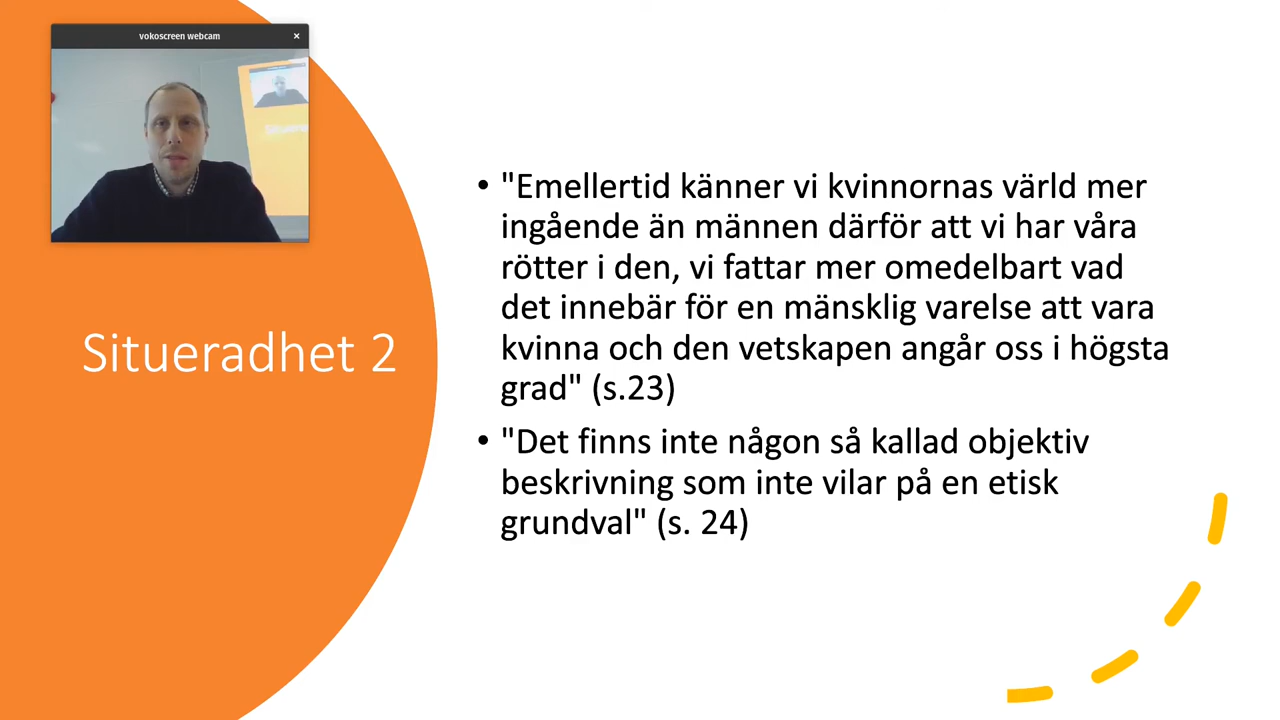 vokoscreen webcam
Situeradhet 2
• "Emellertid känner vi kvinnornas värld mer
ingående än männen därför att vi har våra
rötter i den, vi fattar mer omedelbart vad
det innebär för en mänsklig varelse att vara
kvinna och den vetskapen angår oss i högsta
grad" (s.23)
• "Det finns inte någon så kallad objektiv
beskrivning som inte vilar på en etisk
grundval" (s. 24)